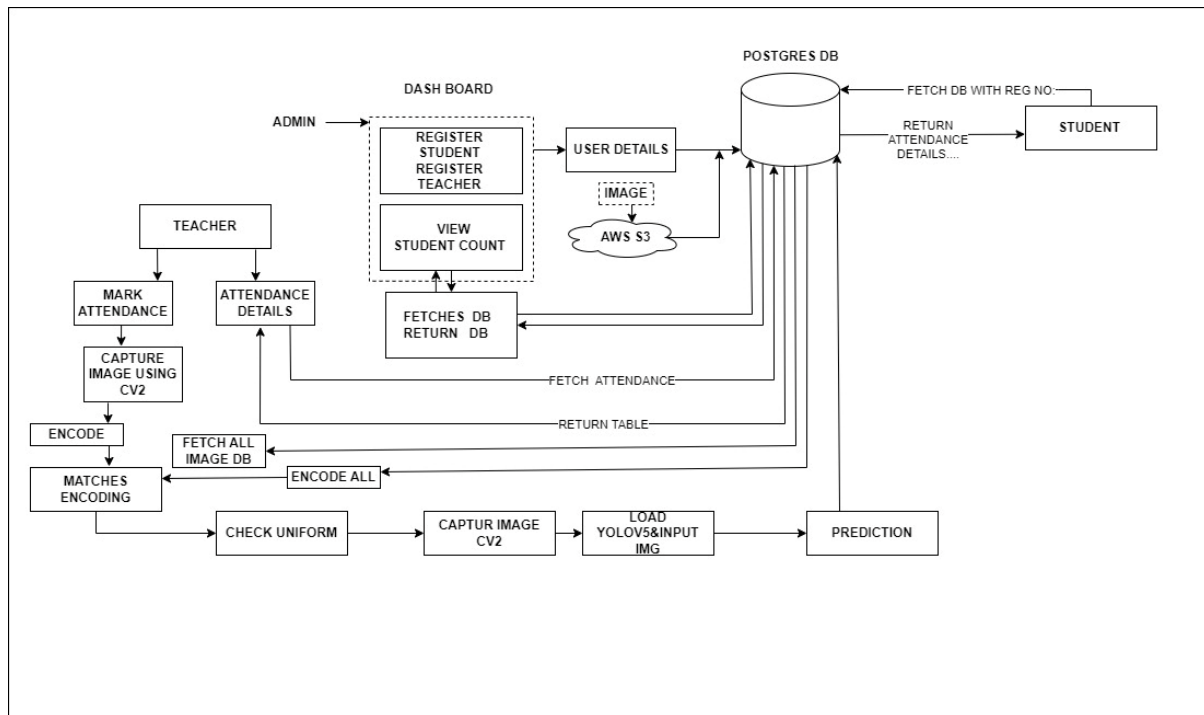 POSTGRES DB
DASH BOARD
FETCH DB WITH REG NO:
ADMIN
REGISTER
STUDENT
REGISTER
TEACHER
USER DETAILS
RETURN
ATTENDANCE
DETAILS....
STUDENT
IMAGE
TEACHER
VIEW
STUDENT COUNT
AWS S3
MARK
ATTENDANCE
ATTENDANCE
DETAILS
FETCHES DB
RETURN DB
CAPTURE
IMAGE USING
CV2
FETCH ATTENDANCE
ENCODE
RETURN TABLE
FETCH ALL
IMAGE DB
MATCHES
ENCODING
ENCODE ALL
CHECK UNIFORM
CAPTUR IMAGE
CV2
LOAD
YOLOV5&INPUT
IMG
PREDICTION